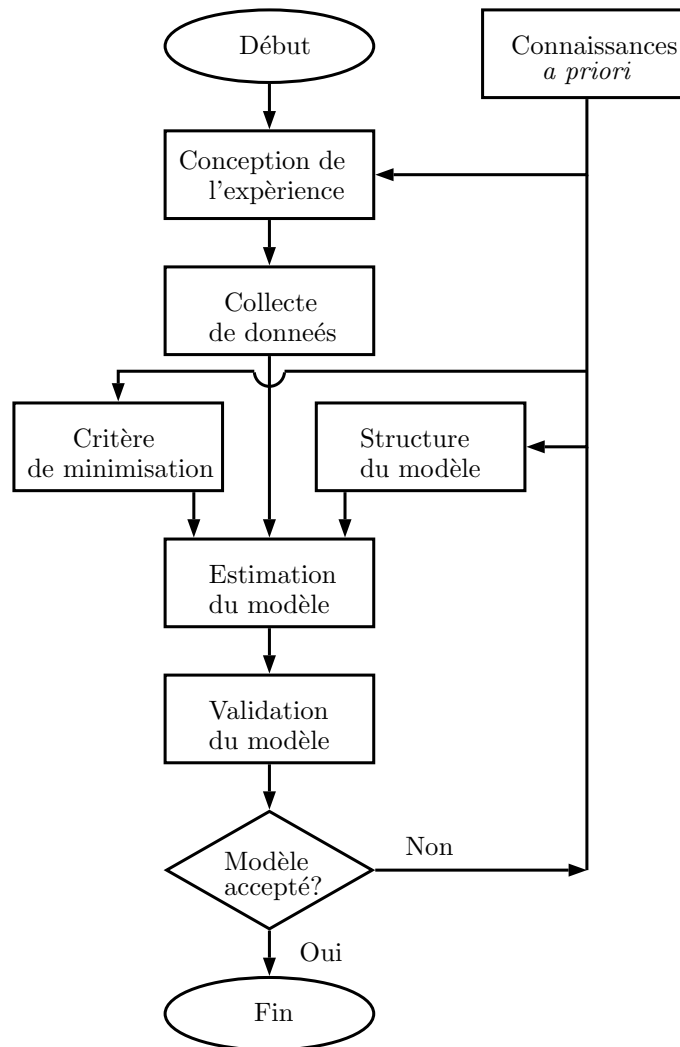 Début
Connaissances
a priori
Conception de
l'expèrience
Collecte
de donneés
Critère
de minimisation
Structure
du modèle
Estimation
du modèle
Validation
du modèle
Modèle
accepté?
Non
Oui
Fin